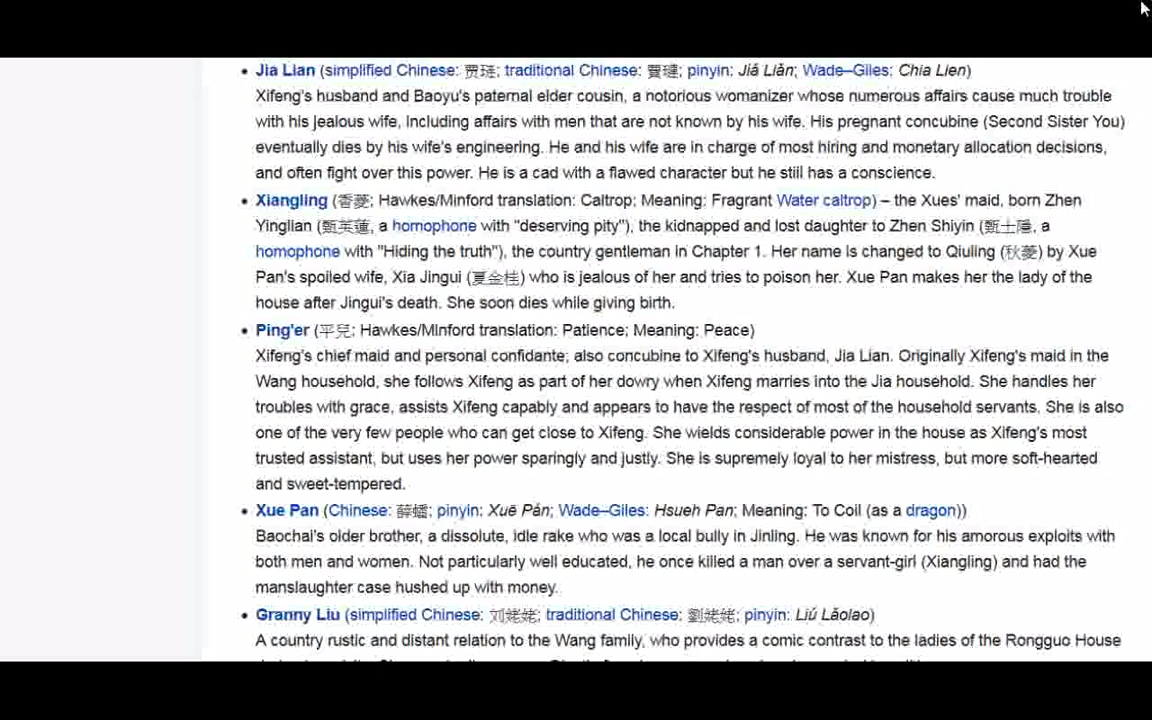 Jia Lian (simplified Chinese: 贾琏; traditional Chinese: 賈璉; pinyin: Jiǎ Liǎn; Wade–Giles: Chia Lien)
Xifeng's husband and Baoyu's paternal elder cousin, a notorious womanizer whose numerous affairs cause much trouble
with his jealous wife, including affairs with men that are not known by his wife. His pregnant concubine (Second Sister You)
eventually dies by his wife's engineering. He and his wife are in charge of most hiring and monetary allocation decisions,
and often fight over this power. He is a cad with a flawed character but he still has a conscience.
Xiangling (香菱; Hawkes/Minford translation: Caltrop; Meaning: Fragrant Water caltrop) – the Xues' maid, born Zhen
Yinglian (甄英蓮, a homophone with "deserving pity"), the kidnapped and lost daughter to Zhen Shiyin (甄士隱, a
homophone with "Hiding the truth"), the country gentleman in Chapter 1. Her name is changed to Qiuling (秋菱) by Xue
Pan's spoiled wife, Xia Jingui (夏金桂) who is jealous of her and tries to poison her. Xue Pan makes her the lady of the
house after Jingui's death. She soon dies while giving birth.
Ping'er (平兒; Hawkes/Minford translation: Patience; Meaning: Peace)
Xifeng's chief maid and personal confidante; also concubine to Xifeng's husband, Jia Lian. Originally Xifeng's maid in the
Wang household, she follows Xifeng as part of her dowry when Xifeng marries into the Jia household. She handles her
troubles with grace, assists Xifeng capably and appears to have the respect of most of the household servants. She is also
one of the very few people who can get close to Xifeng. She wields considerable power in the house as Xifeng's most
trusted assistant, but uses her power sparingly and justly. She is supremely loyal to her mistress, but more soft-hearted
and sweet-tempered.
Xue Pan (Chinese: 薛蟠; pinyin: Xuē Pán; Wade–Giles: Hsueh Pan; Meaning: To Coil (as a dragon))
Baochai's older brother, a dissolute, idle rake who was a local bully in Jinling. He was known for his amorous exploits with
both men and women. Not particularly well educated, he once killed a man over a servant-girl (Xiangling) and had the
manslaughter case hushed up with money.
Granny Liu (simplified Chinese: 刘姥姥; traditional Chinese: 劉姥姥; pinyin: Liú Lǎolao)
A country rustic and distant relation to the Wang family, who provides a comic contrast to the ladies of the Rongguo House